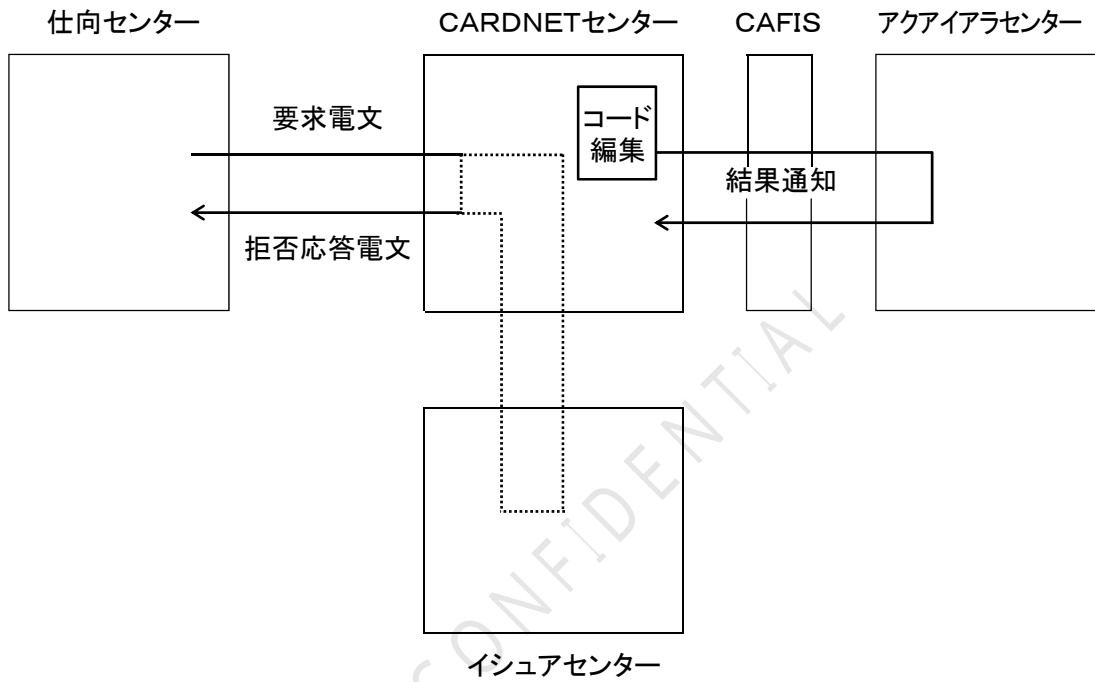 仕向センター
CARDNETセンター
CAFIS
アクアイアラセンター
要求電文
コード
編集
結果通知
拒否応答電文
CONFIDENTIAL
イシュアセンター